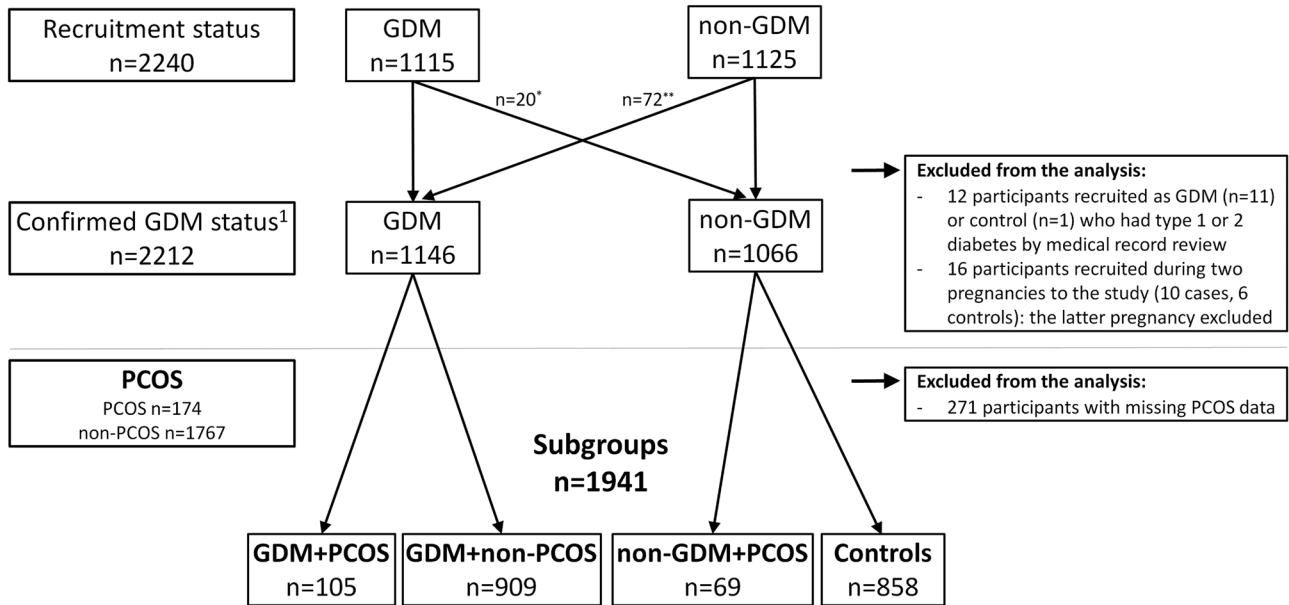 Recruitment status
n=2240
GDM
n=1115
non-GDM
n=1125
n=20*
n=72**
Confirmed GDM status¹
n=2212
GDM
n=1146
non-GDM
n=1066
Excluded from the analysis:
- 12 participants recruited as GDM (n=11)
or control (n=1) who had type 1 or 2
diabetes by medical record review
- 16 participants recruited during two
pregnancies to the study (10 cases, 6
controls): the latter pregnancy excluded
PCOS
PCOS n=174
non-PCOS n=1767
Excluded from the analysis:
- 271 participants with missing PCOS data
Subgroups
n=1941
GDM+PCOS
n=105
GDM+non-PCOS
n=909
non-GDM+PCOS
n=69
Controls
n=858